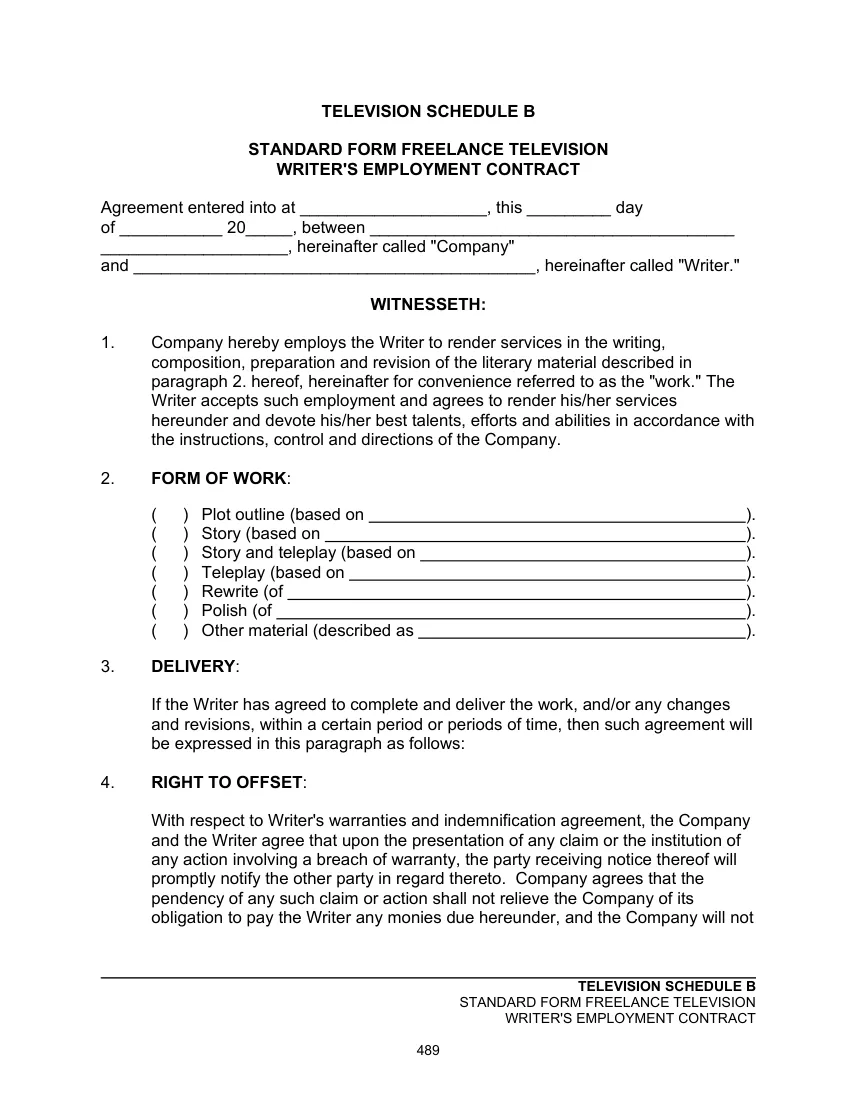 TELEVISION SCHEDULE B
STANDARD FORM FREELANCE TELEVISION
WRITER'S EMPLOYMENT CONTRACT
Agreement entered into at ____________________, this _________ day
of ___________ 20_____, between _______________________________________
____________________, hereinafter called "Company"
and ___________________________________________, hereinafter called "Writer."
WITNESSETH:
1. Company hereby employs the Writer to render services in the writing,
composition, preparation and revision of the literary material described in
paragraph 2. hereof, hereinafter for convenience referred to as the "work." The
Writer accepts such employment and agrees to render his/her services
hereunder and devote his/her best talents, efforts and abilities in accordance with
the instructions, control and directions of the Company.
2. FORM OF WORK:
( ) Plot outline (based on ________________________________________).
( ) Story (based on _____________________________________________).
( ) Story and teleplay (based on ___________________________________).
( ) Teleplay (based on __________________________________________).
( ) Rewrite (of _________________________________________________).
( ) Polish (of __________________________________________________).
( ) Other material (described as ___________________________________).
3. DELIVERY:
If the Writer has agreed to complete and deliver the work, and/or any changes
and revisions, within a certain period or periods of time, then such agreement will
be expressed in this paragraph as follows:
4. RIGHT TO OFFSET:
With respect to Writer's warranties and indemnification agreement, the Company
and the Writer agree that upon the presentation of any claim or the institution of
any action involving a breach of warranty, the party receiving notice thereof will
promptly notify the other party in regard thereto. Company agrees that the
pendency of any such claim or action shall not relieve the Company of its
obligation to pay the Writer any monies due hereunder, and the Company will not
TELEVISION SCHEDULE B
STANDARD FORM FREELANCE TELEVISION
WRITER'S EMPLOYMENT CONTRACT
489